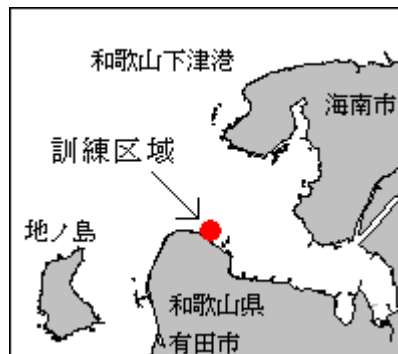 和歌山下津港
海南市
訓練区域
地ノ島
和歌山県
有田市